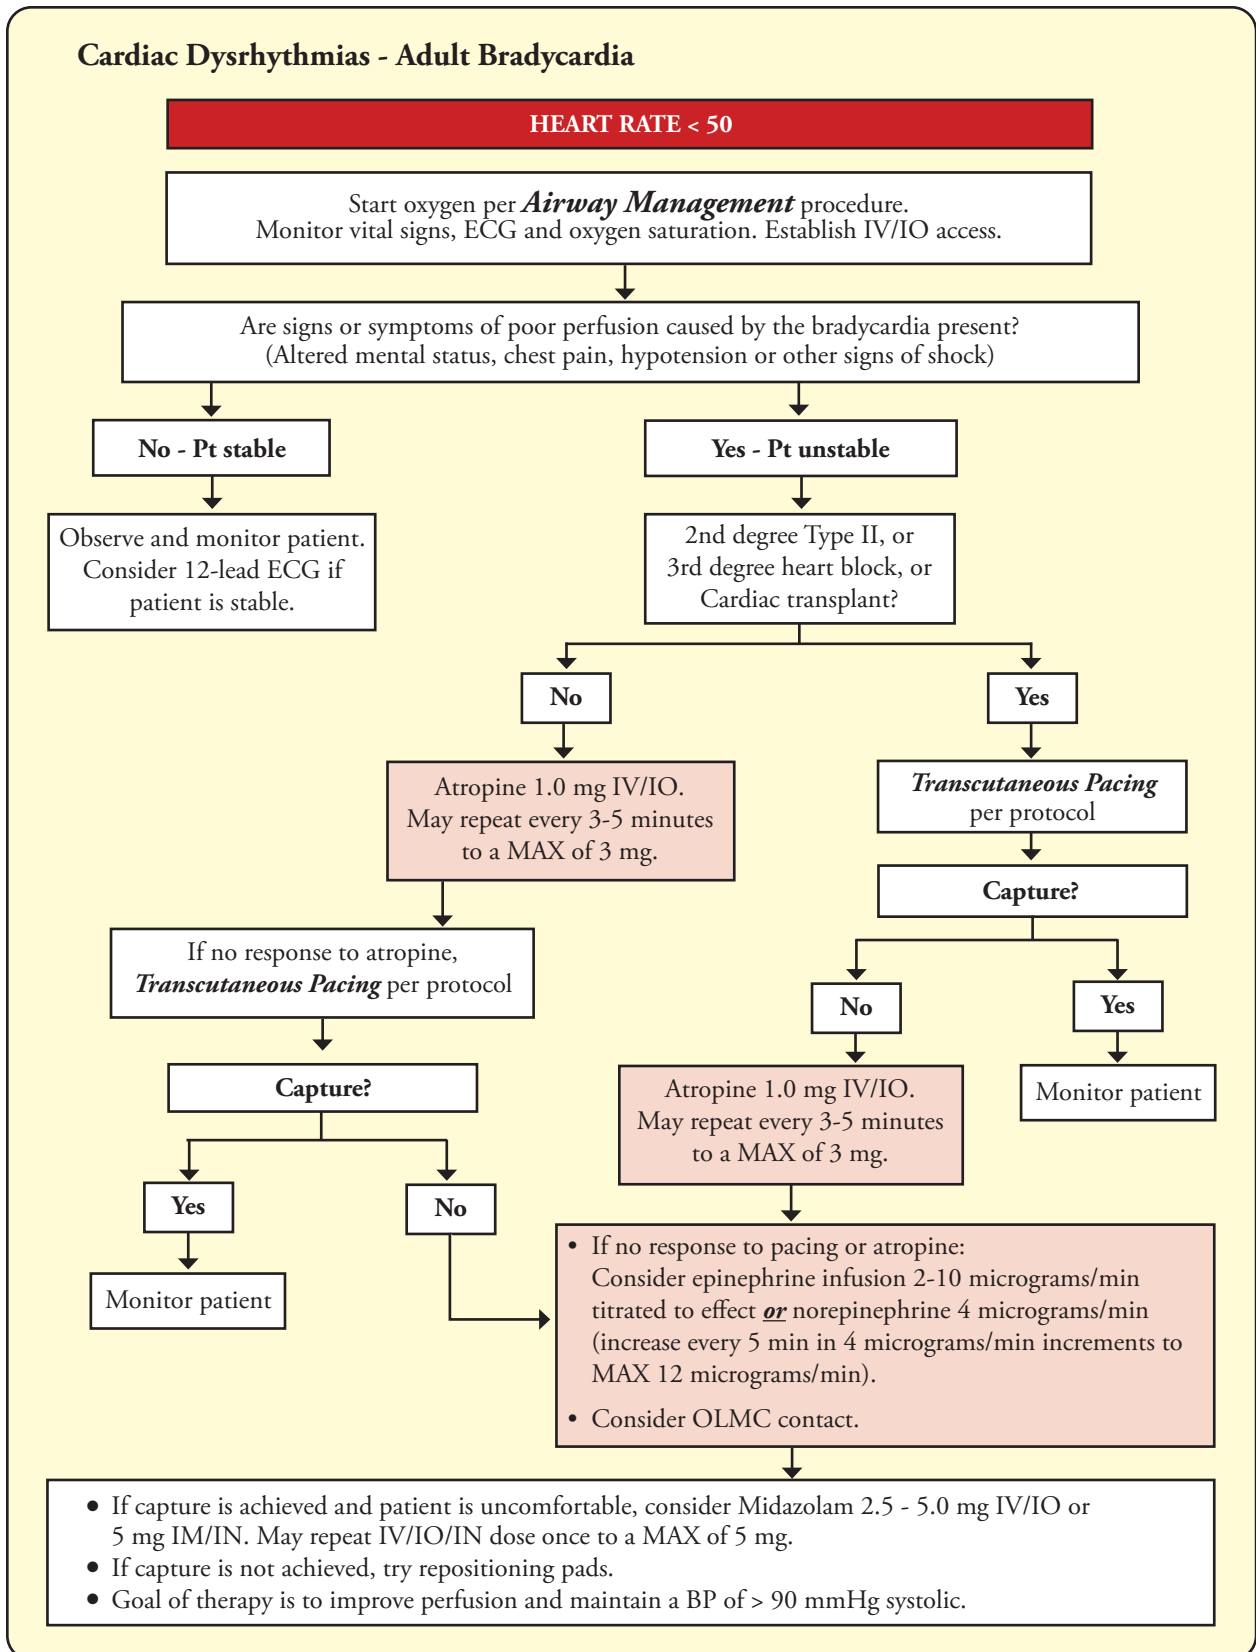 Cardiac Dysrhythmias - Adult Bradycardia
HEART RATE < 50
Start oxygen per Airway Management procedure.
Monitor vital signs, ECG and oxygen saturation. Establish IV/IO access.
Are signs or symptoms of poor perfusion caused by the bradycardia present?
(Altered mental status, chest pain, hypotension or other signs of shock)
No - Pt stable
Observe and monitor patient.
Consider 12-lead ECG if
patient is stable.
Yes - Pt unstable
2nd degree Type II, or
3rd degree heart block, or
Cardiac transplant?
No
Atropine 1.0 mg IV/IO.
May repeat every 3-5 minutes
to a MAX of 3 mg.
If no response to atropine,
Transcutaneous Pacing per protocol
Capture?
Yes
Monitor patient
No
Yes
Transcutaneous Pacing
per protocol
Capture?
No
Atropine 1.0 mg IV/IO.
May repeat every 3-5 minutes
to a MAX of 3 mg.
Yes
Monitor patient
• If no response to pacing or atropine:
Consider epinephrine infusion 2-10 micrograms/min
titrated to effect or norepinephrine 4 micrograms/min
(increase every 5 min in 4 micrograms/min increments to
MAX 12 micrograms/min).
• Consider OLMC contact.
• If capture is achieved and patient is uncomfortable, consider Midazolam 2.5 - 5.0 mg IV/IO or
5 mg IM/IN. May repeat IV/IO/IN dose once to a MAX of 5 mg.
• If capture is not achieved, try repositioning pads.
• Goal of therapy is to improve perfusion and maintain a BP of > 90 mmHg systolic.